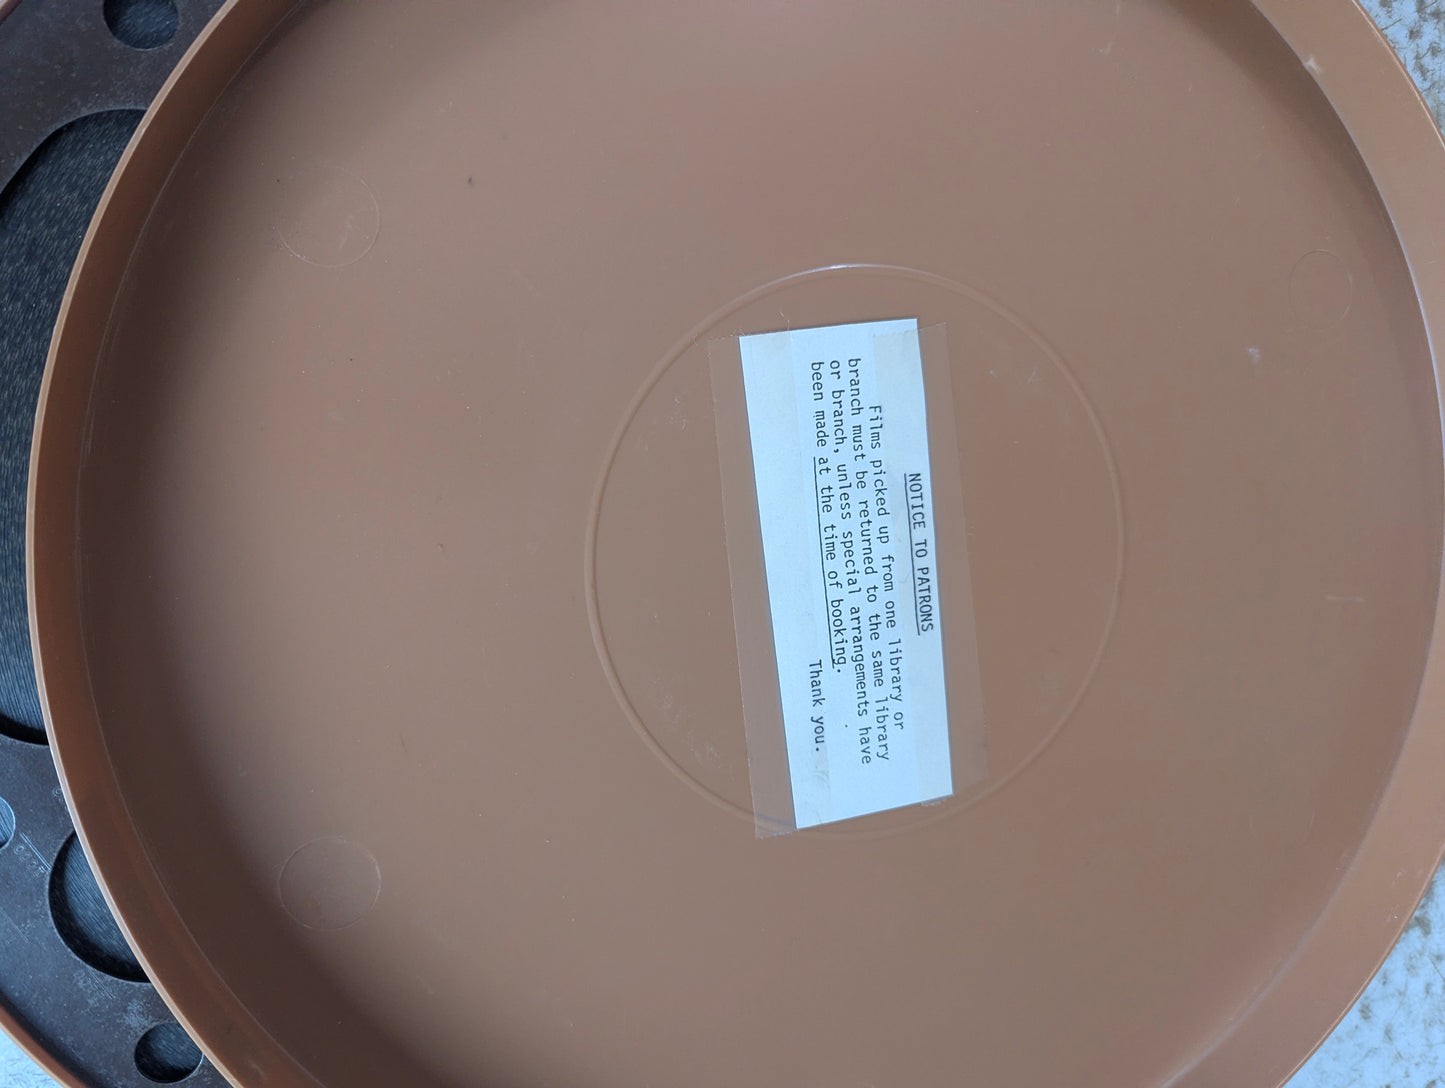 NOTICE TO PATRONS
Films picked up from one library or
branch must be returned to the same library
or branch, unless special arrangements have
been made at the time of booking.
Thank you.